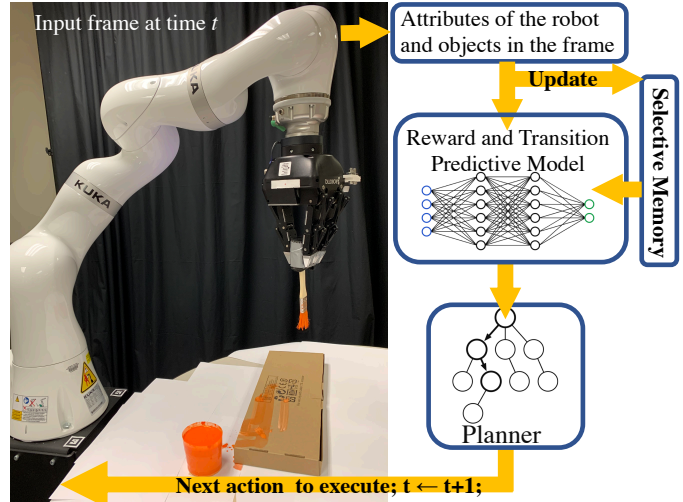 Input frame at time t
Attributes of the robot
and objects in the frame
Update
Selective Memory
Reward and Transition
Predictive Model
KUKA
KUKA
Planner
Next action to execute; t ← t+1;